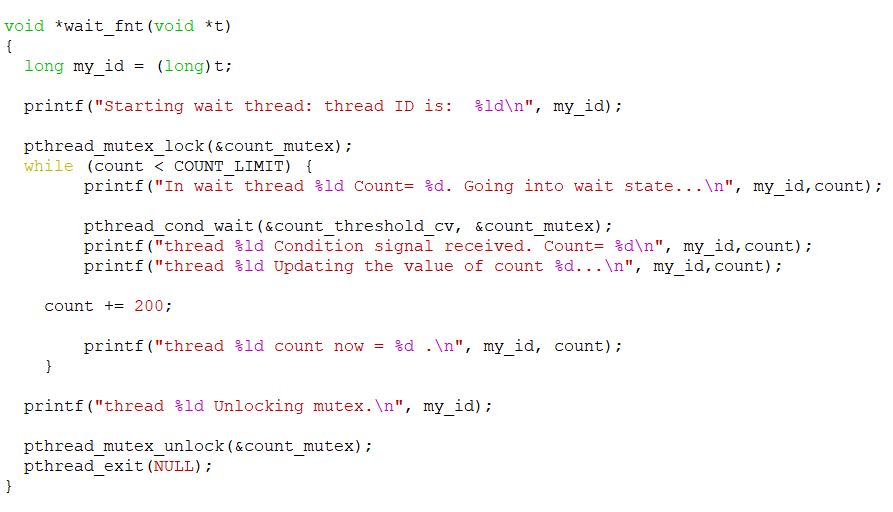 void *wait_fnt(void *t)
{
  long my_id = (long)t;
  printf("Starting wait thread: thread ID is:  %ld\n", my_id);
  pthread_mutex_lock(&count_mutex);
  while (count < COUNT_LIMIT) {
        printf("In wait thread %ld Count= %d. Going into wait state...\n", my_id,count);
        pthread_cond_wait(&count_threshold_cv, &count_mutex);
        printf("thread %ld Condition signal received. Count= %d\n", my_id,count);
        printf("thread %ld Updating the value of count %d...\n", my_id,count);
    count += 200;
        printf("thread %ld count now = %d .\n", my_id, count);
    }
  printf("thread %ld Unlocking mutex.\n", my_id);
  pthread_mutex_unlock(&count_mutex);
  pthread_exit(NULL);
}